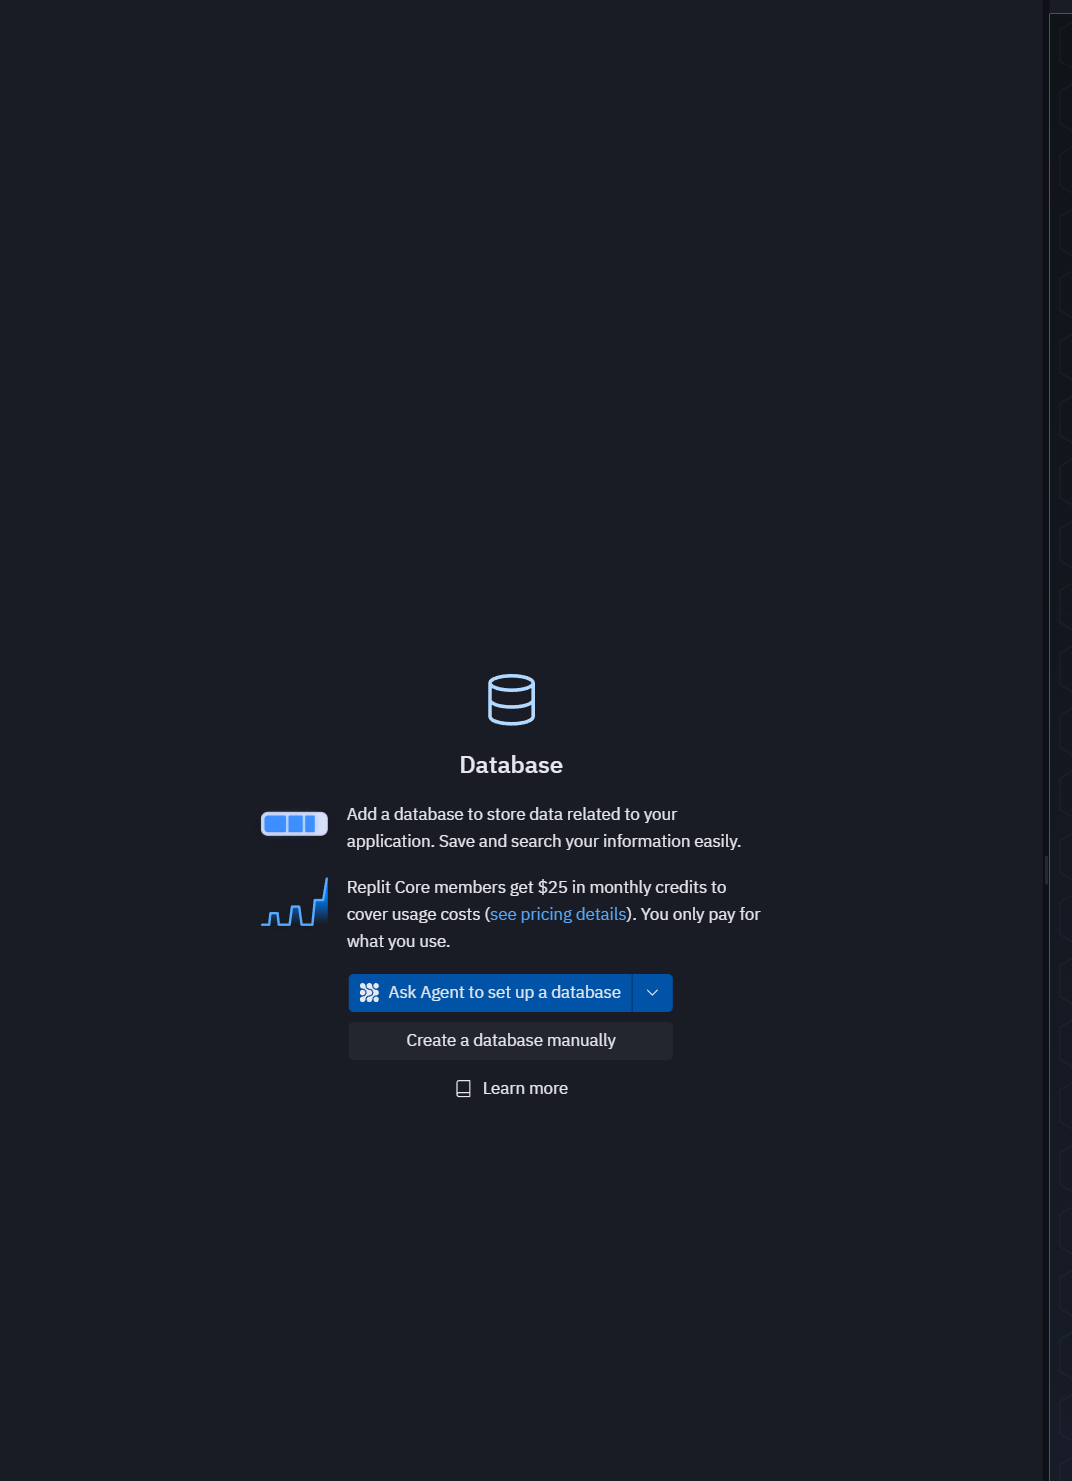 Database
Add a database to store data related to your
application. Save and search your information easily.
Replit Core members get $25 in monthly credits to
cover usage costs (see pricing details). You only pay for
what you use.
Ask Agent to set up a database
Create a database manually
Learn more